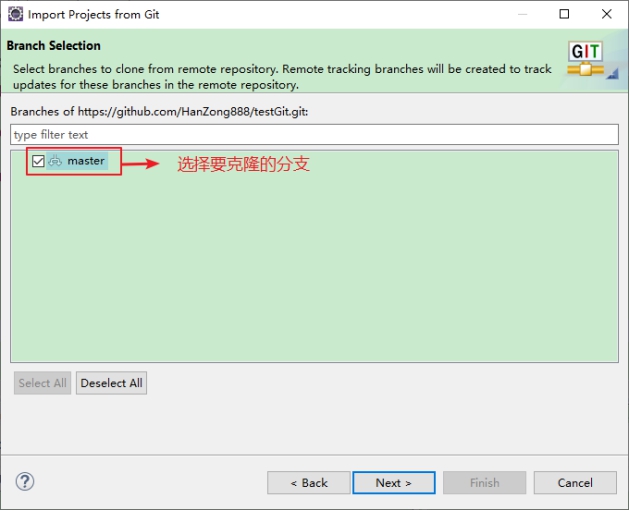 Import Projects from Git
Branch Selection
GIT
Select branches to clone from remote repository. Remote tracking branches will be created to track
updates for these branches in the remote repository.
Branches of https://github.com/HanZong888/testGit.git:
type filter text
master
选择要克隆的分支
Select All
Deselect All
?
< Back
Next >
Finish
Cancel